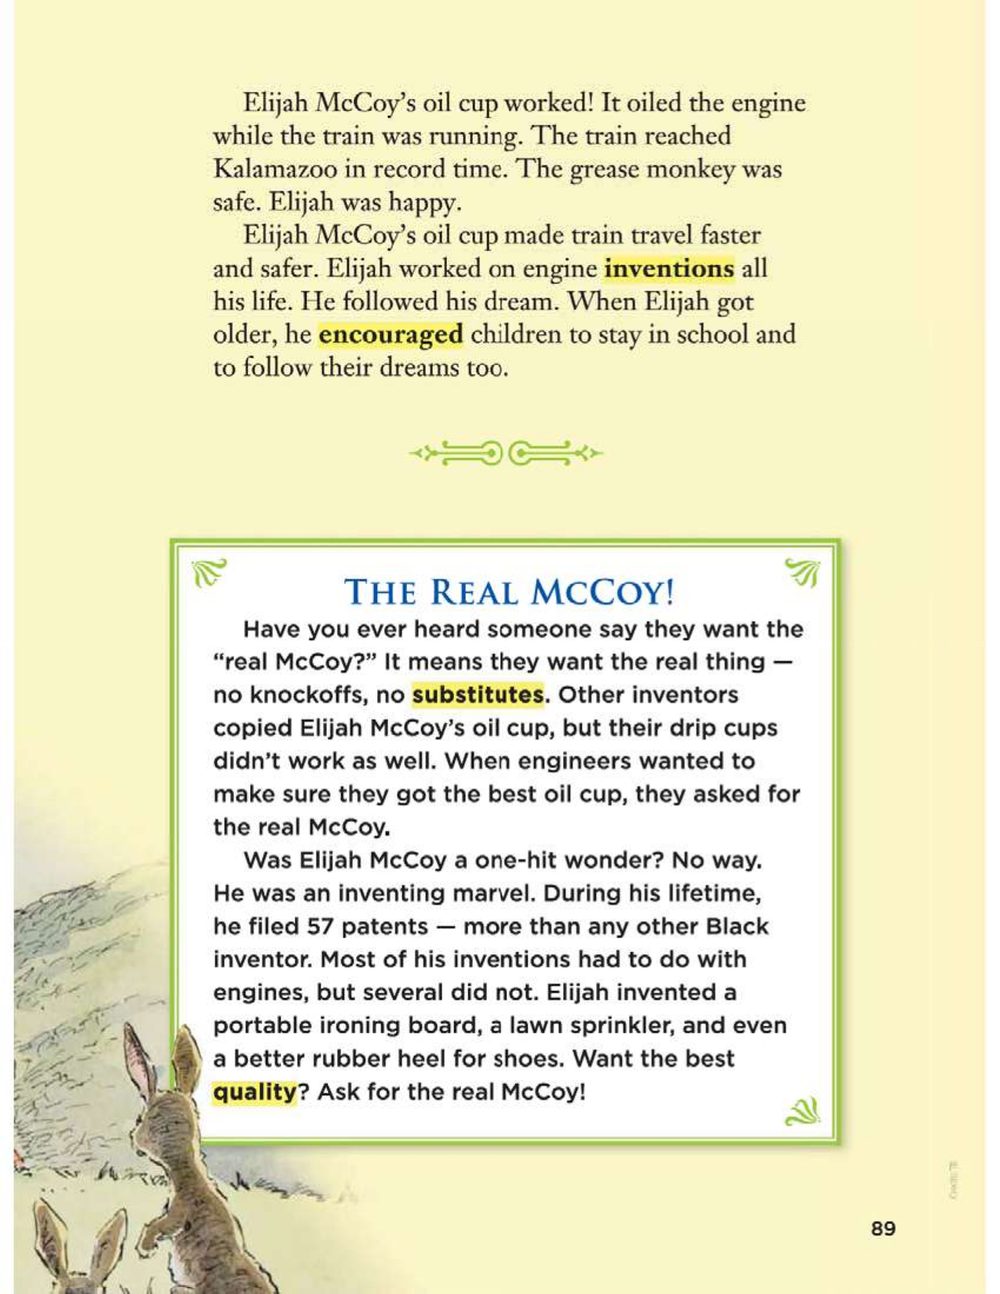 Elijah McCoy’s oil cup worked! It oiled the engine
while the train was running. The train reached
Kalamazoo in record time. The grease monkey was
safe. Elijah was happy.
Elijah McCoy’s oil cup made train travel faster
and safer. Elijah worked on engine inventions all
his life. He followed his dream. When Elijah got
older, he encouraged children to stay in school and
to follow their dreams too.
THE REAL MCCOY!
Have you ever heard someone say they want the
“real McCoy?” It means they want the real thing —
no knockoffs, no substitutes. Other inventors
copied Elijah McCoy’s oil cup, but their drip cups
didn’t work as well. When engineers wanted to
make sure they got the best oil cup, they asked for
the real McCoy.
Was Elijah McCoy a one-hit wonder? No way.
He was an inventing marvel. During his lifetime,
he filed 57 patents — more than any other Black
inventor. Most of his inventions had to do with
engines, but several did not. Elijah invented a
portable ironing board, a lawn sprinkler, and even
a better rubber heel for shoes. Want the best
quality? Ask for the real McCoy!
89